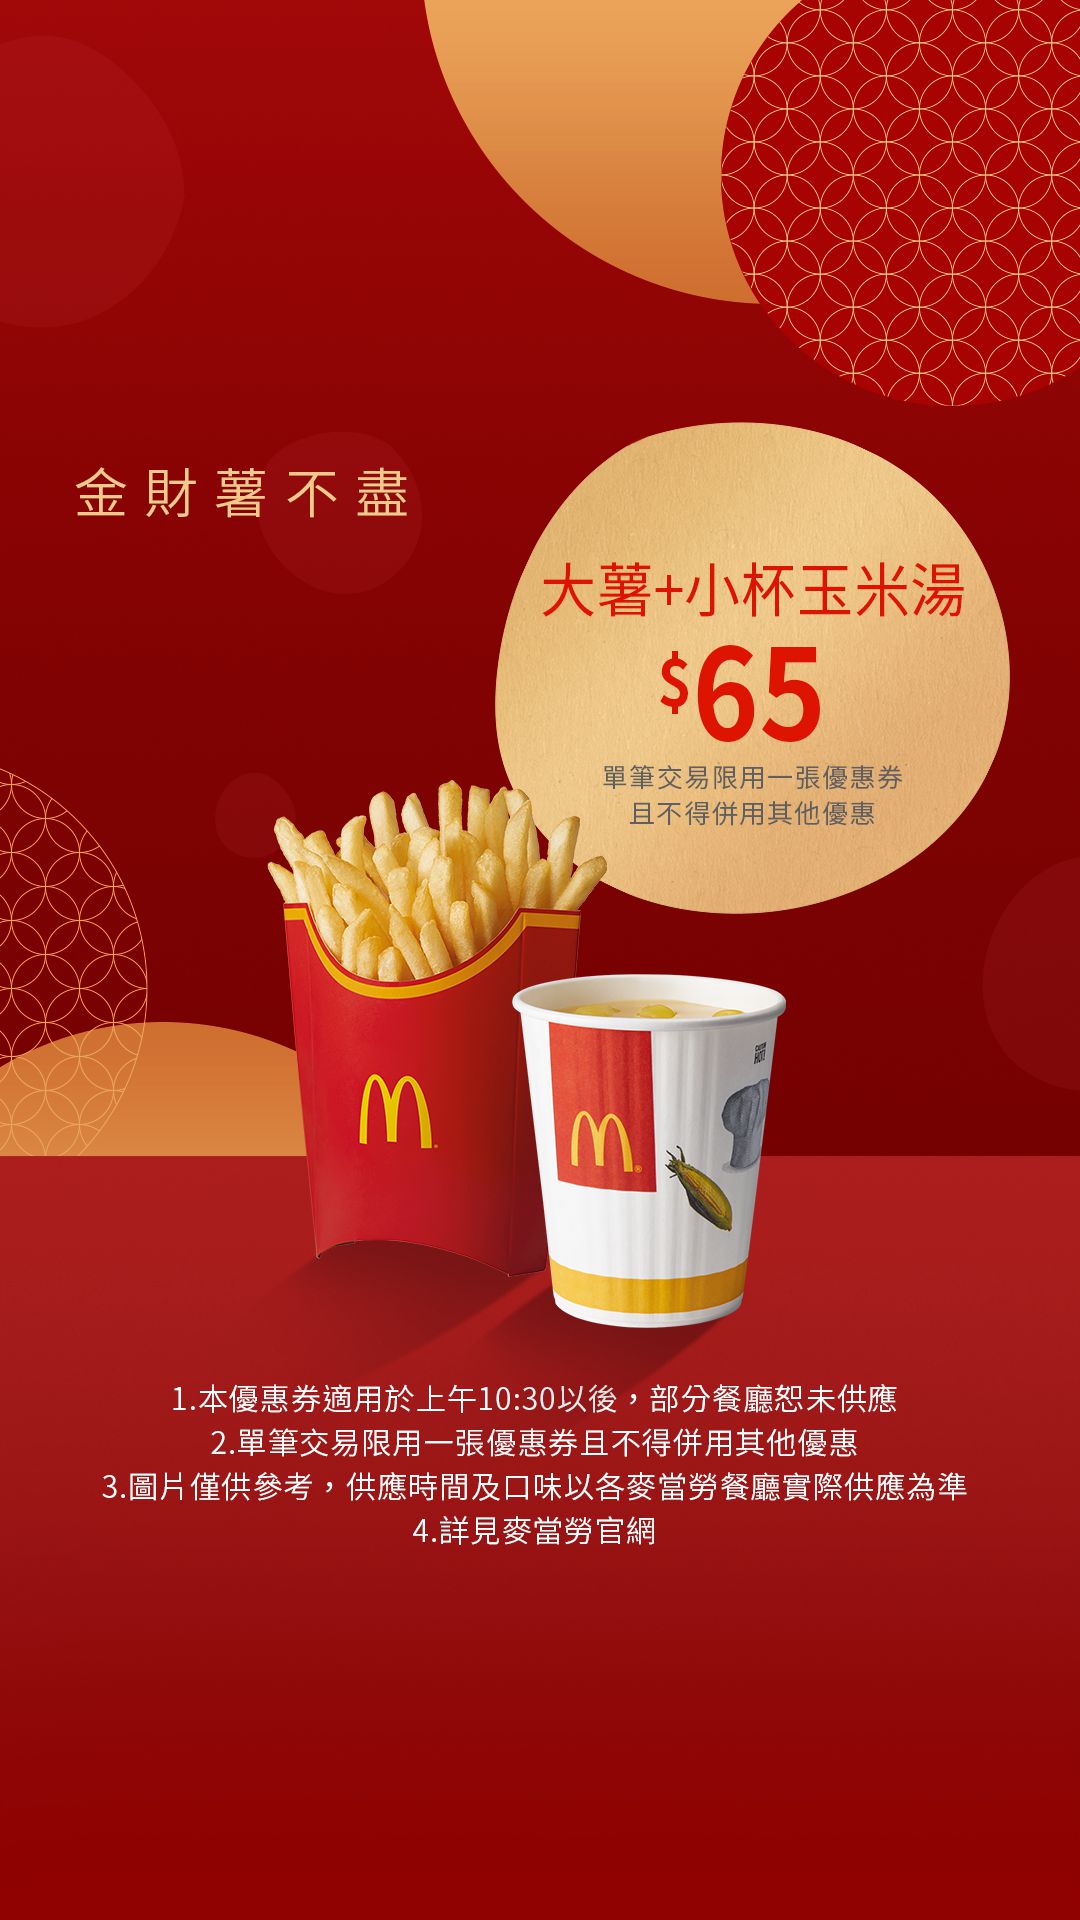 金財薯不盡
大薯+小杯玉米湯
$65
單筆交易限用一張優惠券
且不得併用其他優惠
CAUTION
HOT!
1.本優惠券適用於上午10:30以後，部分餐廳恕未供應
2.單筆交易限用一張優惠券且不得併用其他優惠
3.圖片僅供參考，供應時間及口味以各麥當勞餐廳實際供應為準
4.詳見麥當勞官網